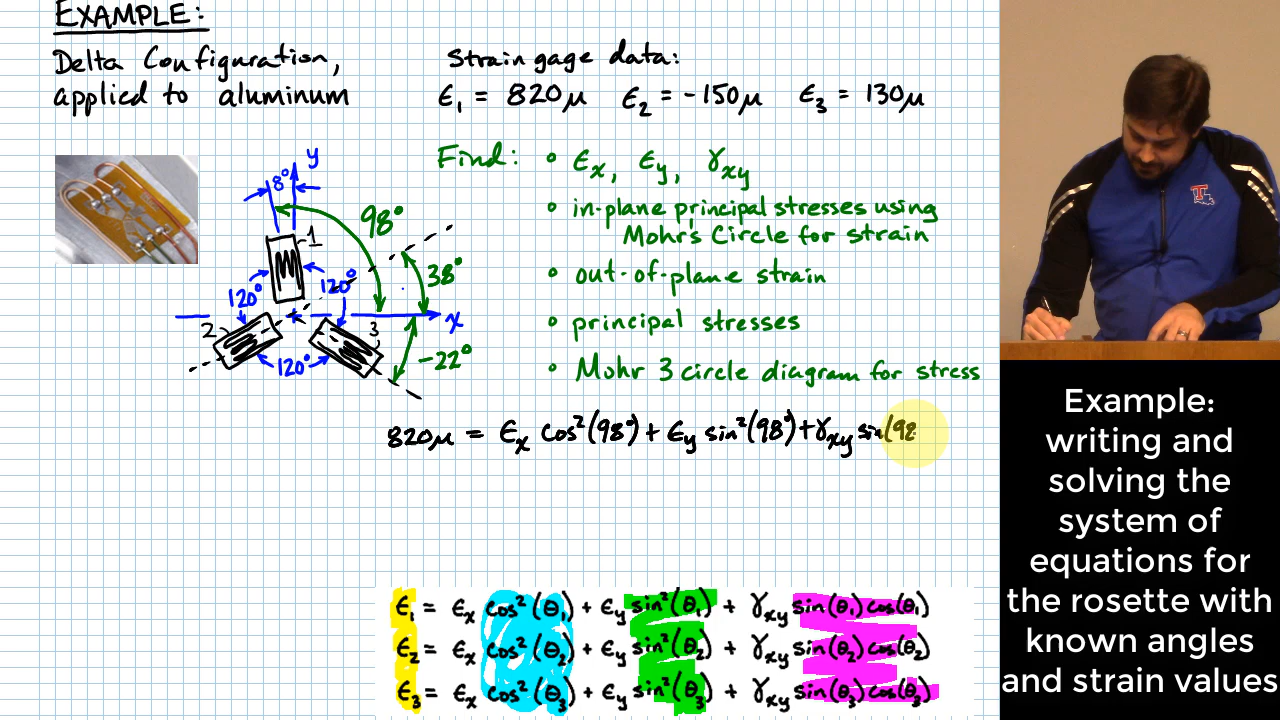 EXAMPLE:
Delta Configuration,
applied to aluminum
Strain gage data:
ϵ₁ = 820μ ϵ₂ = -150μ ϵ₃ = 130μ
Find: • ϵx, ϵy, γxy
• in-plane principal stresses using
Mohr's Circle for strain
• out-of-plane strain
• principal stresses
• Mohr 3 circle diagram for stress
y
8°
98°
1
38°
120°
120°
x
2
3
120°
-22°
820μ = ϵx cos²(98°) + ϵy sin²(98°) + γxy sin(98
ϵ₁ = ϵx cos²(θ₁) + ϵy sin²(θ₁) + γxy sin(θ₁) cos(θ₁)
ϵ₂ = ϵx cos²(θ₂) + ϵy sin²(θ₂) + γxy sin(θ₂) cos(θ₂)
ϵ₃ = ϵx cos²(θ₃) + ϵy sin²(θ₃) + γxy sin(θ₃) cos(θ₃)
Example:
writing and
solving the
system of
equations for
the rosette with
known angles
and strain values